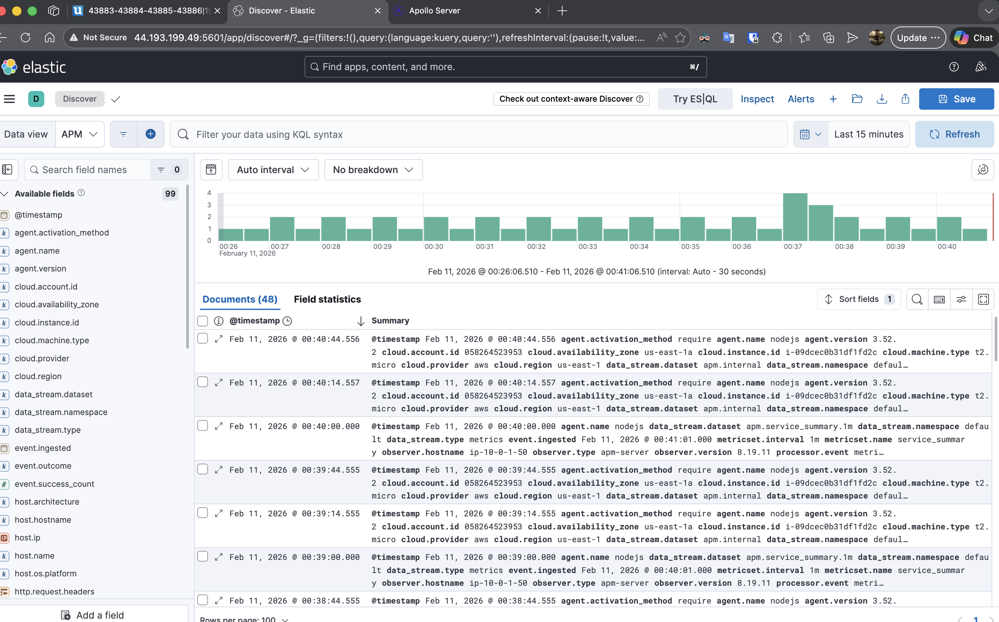 43883-43884-43885-43886|
Discover - Elastic
Apollo Server
Not Secure 44.193.199.49:5601/app/discover#/?_g=(filters:!(),query:(language:kuery,query:''),refreshInterval:(pause:!t,value:...
Update
Chat
elastic
Find apps, content, and more.
⌘/
D
Discover
Check out context-aware Discover
Try ES|QL
Inspect
Alerts
Save
Data view
APM
Filter your data using KQL syntax
Last 15 minutes
Refresh
Search field names
0
Auto interval
No breakdown
Available fields
99
@timestamp
agent.activation_method
agent.name
agent.version
cloud.account.id
cloud.availability_zone
cloud.instance.id
cloud.machine.type
cloud.provider
cloud.region
data_stream.dataset
data_stream.namespace
data_stream.type
event.ingested
event.outcome
event.success_count
host.architecture
host.hostname
host.ip
host.name
host.os.platform
http.request.headers
Add a field
4
3
2
1
0
00:26 00:27 00:28 00:29 00:30 00:31 00:32 00:33 00:34 00:35 00:36 00:37 00:38 00:39 00:40
February 11, 2026
Feb 11, 2026 @ 00:26:06.510 - Feb 11, 2026 @ 00:41:06.510 (interval: Auto - 30 seconds)
Documents (48)
Field statistics
Sort fields 1
@timestamp
Summary
Feb 11, 2026 @ 00:40:44.556 @timestamp Feb 11, 2026 @ 00:40:44.556 agent.activation_method require agent.name nodejs agent.version 3.52.
2 cloud.account.id 058264523953 cloud.availability_zone us-east-1a cloud.instance.id i-09dcec0b31df1fd2c cloud.machine.type t2.
micro cloud.provider aws cloud.region us-east-1 data_stream.dataset apm.internal data_stream.namespace defaul…
Feb 11, 2026 @ 00:40:14.557 @timestamp Feb 11, 2026 @ 00:40:14.557 agent.activation_method require agent.name nodejs agent.version 3.52.
2 cloud.account.id 058264523953 cloud.availability_zone us-east-1a cloud.instance.id i-09dcec0b31df1fd2c cloud.machine.type t2.
micro cloud.provider aws cloud.region us-east-1 data_stream.dataset apm.internal data_stream.namespace defaul…
Feb 11, 2026 @ 00:40:00.000 @timestamp Feb 11, 2026 @ 00:40:00.000 agent.name nodejs data_stream.dataset apm.service_summary.1m data_stream.namespace defau
lt data_stream.type metrics event.ingested Feb 11, 2026 @ 00:41:01.000 metricset.interval 1m metricset.name service_summar
y observer.hostname ip-10-0-1-50 observer.type apm-server observer.version 8.19.11 processor.event metri…
Feb 11, 2026 @ 00:39:44.555 @timestamp Feb 11, 2026 @ 00:39:44.555 agent.activation_method require agent.name nodejs agent.version 3.52.
2 cloud.account.id 058264523953 cloud.availability_zone us-east-1a cloud.instance.id i-09dcec0b31df1fd2c cloud.machine.type t2.
micro cloud.provider aws cloud.region us-east-1 data_stream.dataset apm.internal data_stream.namespace defaul…
Feb 11, 2026 @ 00:39:14.555 @timestamp Feb 11, 2026 @ 00:39:14.555 agent.activation_method require agent.name nodejs agent.version 3.52.
2 cloud.account.id 058264523953 cloud.availability_zone us-east-1a cloud.instance.id i-09dcec0b31df1fd2c cloud.machine.type t2.
micro cloud.provider aws cloud.region us-east-1 data_stream.dataset apm.internal data_stream.namespace defaul…
Feb 11, 2026 @ 00:39:00.000 @timestamp Feb 11, 2026 @ 00:39:00.000 agent.name nodejs data_stream.dataset apm.service_summary.1m data_stream.namespace defau
lt data_stream.type metrics event.ingested Feb 11, 2026 @ 00:40:01.000 metricset.interval 1m metricset.name service_summar
y observer.hostname ip-10-0-1-50 observer.type apm-server observer.version 8.19.11 processor.event metri…
Feb 11, 2026 @ 00:38:44.555 @timestamp Feb 11, 2026 @ 00:38:44.555 agent.activation_method require agent.name nodejs agent.version 3.52.
Rows per page: 100
1